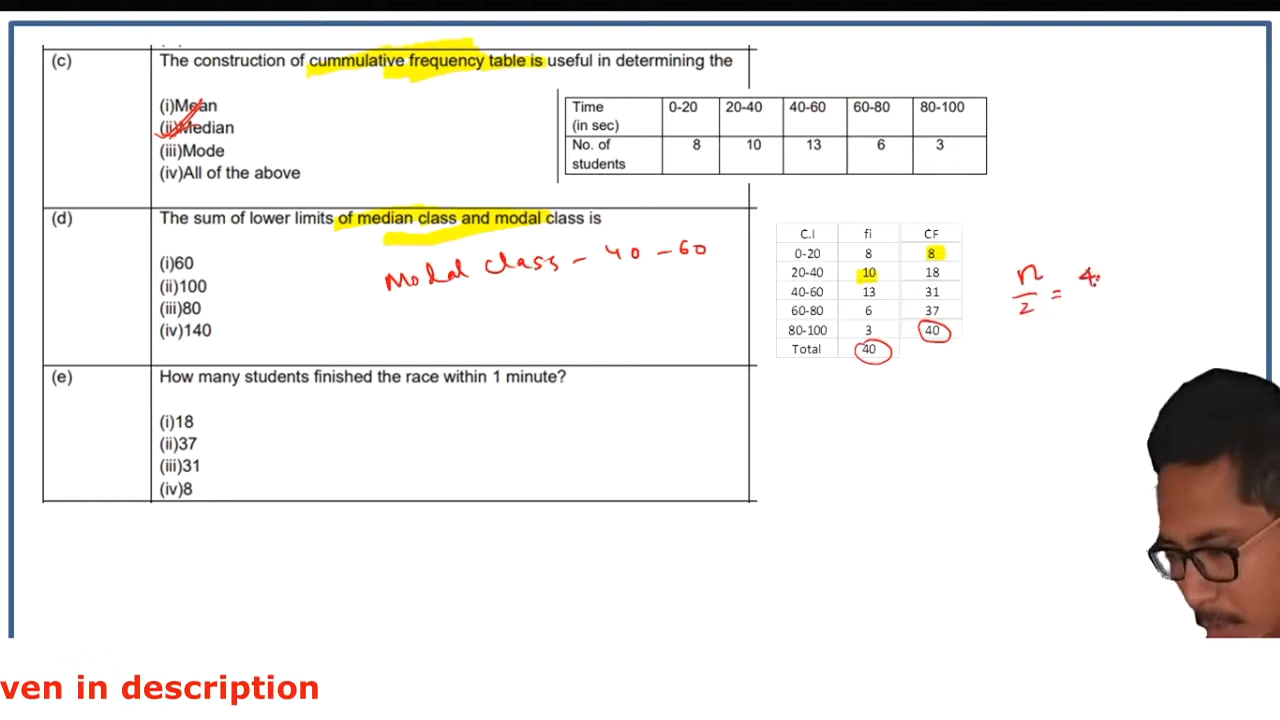 (c) The construction of cummulative frequency table is useful in determining the
(i)Mean
(ii)Median
(iii)Mode
(iv)All of the above
Time (in sec) 0-20 20-40 40-60 60-80 80-100
No. of students 8 10 13 6 3
(d) The sum of lower limits of median class and modal class is
(i)60
(ii)100
(iii)80
(iv)140
Modal class - 40 - 60
C.I fi CF
0-20 8 8
20-40 10 18
40-60 13 31
60-80 6 37
80-100 3 40
Total 40
n/2 = 4
(e) How many students finished the race within 1 minute?
(i)18
(ii)37
(iii)31
(iv)8
ven in description